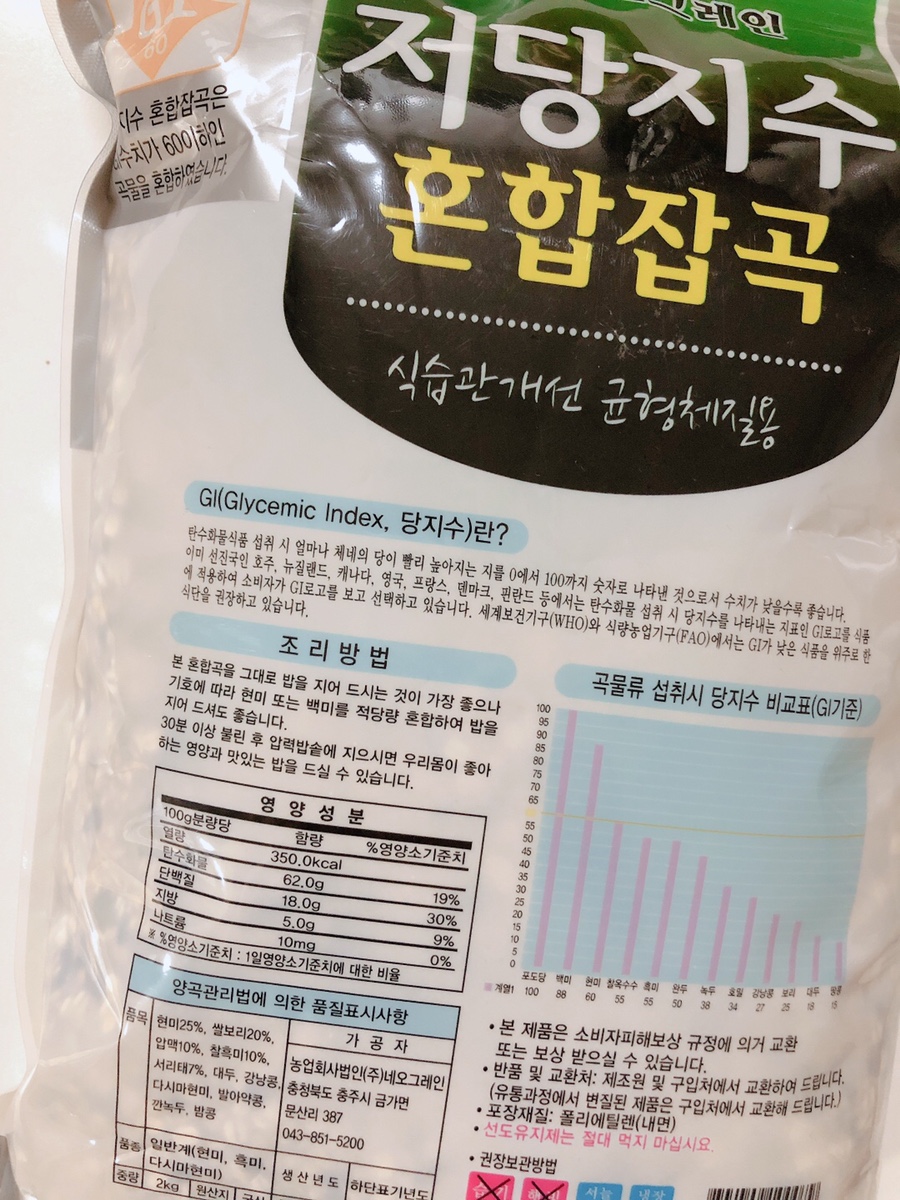 그레인
GI
60
저당지수
혼합잡곡
식습관개선 균형체질용
지수 혼합잡곡은
수치가 60이하인
곡물을 혼합하였습니다.
GI(Glycemic Index, 당지수)란?
탄수화물식품 섭취 시 얼마나 체네의 당이 빨리 높아지는 지를 0에서 100까지 숫자로 나타낸 것으로서 수치가 낮을수록 좋습니다.
이미 선진국인 호주, 뉴질랜드, 캐나다, 영국, 프랑스, 덴마크, 핀란드 등에서는 탄수화물 섭취 시 당지수를 나타내는 지표인 GI로고를 식품
에 적용하여 소비자가 GI로고를 보고 선택하고 있습니다. 세계보건기구(WHO)와 식량농업기구(FAO)에서는 GI가 낮은 식품을 위주로 한
식단을 권장하고 있습니다.
조리방법
본 혼합곡을 그대로 밥을 지어 드시는 것이 가장 좋으나
기호에 따라 현미 또는 백미를 적당량 혼합하여 밥을
지어 드셔도 좋습니다.
30분 이상 불린 후 압력밥솥에 지으시면 우리몸이 좋아
하는 영양과 맛있는 밥을 드실 수 있습니다.
영양성분
100g분량당 함량 %영양소기준치
열량 350.0kcal
탄수화물 62.0g 19%
단백질 18.0g 30%
지방 5.0g 9%
나트륨 10mg 0%
※ %영양소기준치 : 1일영양소기준치에 대한 비율
양곡관리법에 의한 품질표시사항
품목
현미25%, 쌀보리20%,
압맥10%, 찰흑미10%,
서리태7%, 대두, 강낭콩,
다시마현미, 발아약콩,
깐녹두, 밤콩
가공자
농업회사법인(주)네오그레인
충청북도 충주시 금가면
문산리 387
043-851-5200
품종
일반계(현미, 흑미,
다시마현미)
생산년도 하단표기년도
중량 2kg 원산지
곡물류 섭취시 당지수 비교표(GI기준)
100
95
90
85
80
75
70
65
55
50
45
40
35
30
25
20
15
10
5
0
포도당 백미 현미 찰옥수수 흑미 완두 녹두 호밀 강낭콩 보리 대두 땅콩
계열1 100 88 60 55 55 50 38 34 27 25 18 15
• 본 제품은 소비자피해보상 규정에 의거 교환
또는 보상 받으실 수 있습니다.
• 반품 및 교환처: 제조원 및 구입처에서 교환하여 드립니다.
(유통과정에서 변질된 제품은 구입처에서 교환해 드립니다.)
• 포장재질: 폴리에틸렌(내면)
• 선도유지제는 절대 먹지 마십시요.
• 권장보관방법
서늘 냉장